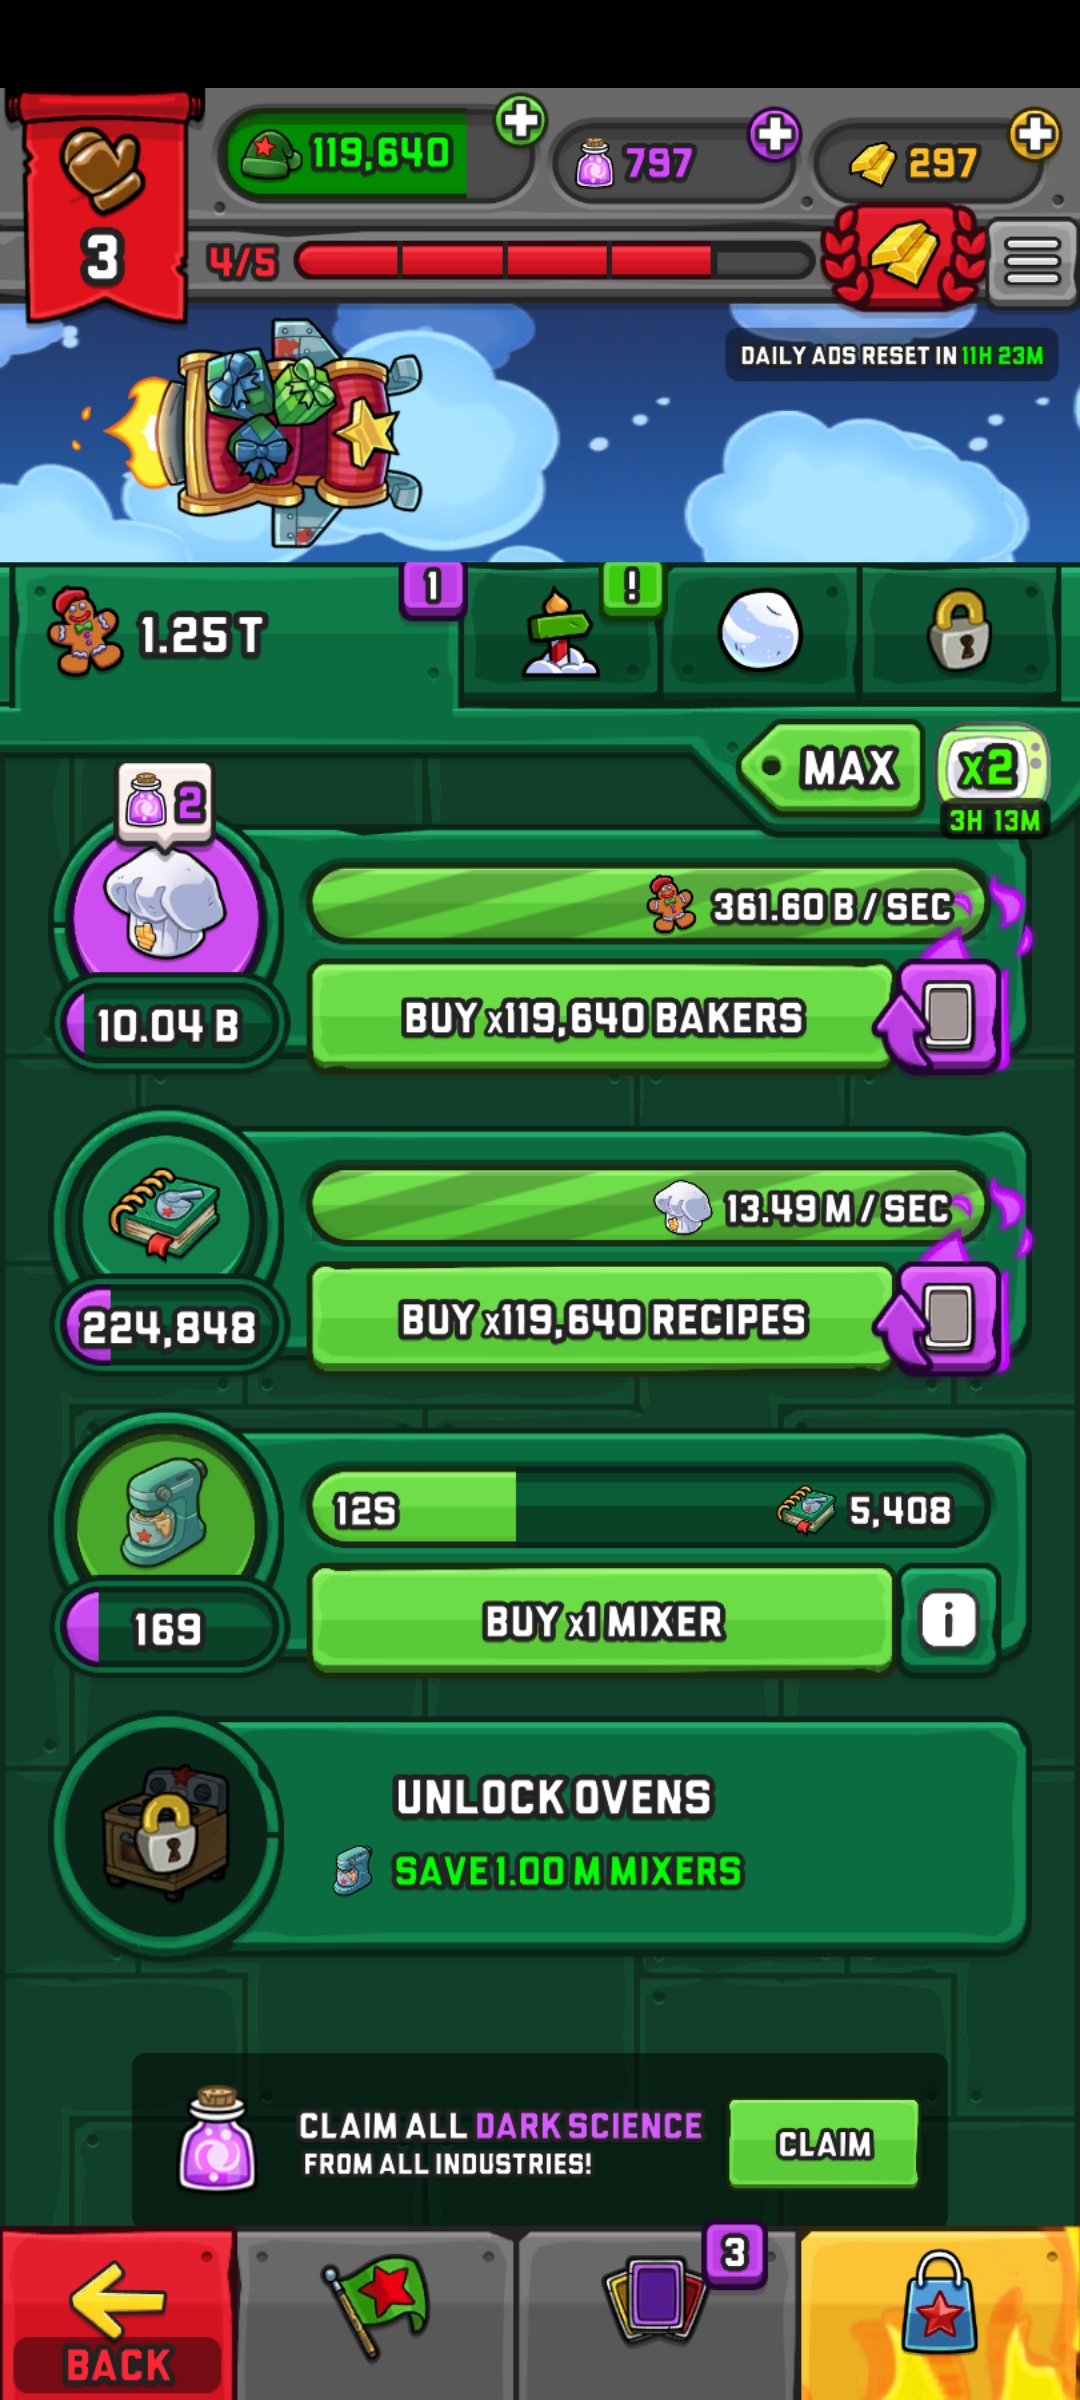 119,640
797
297
3
4/5
DAILY ADS RESET IN 11H 23M
1.25 T
1
!
MAX
x2
3H 13M
2
361.60 B / SEC
10.04 B
BUY x119,640 BAKERS
13.49 M / SEC
224,848
BUY x119,640 RECIPES
12S
5,408
169
BUY x1 MIXER
i
UNLOCK OVENS
SAVE 1.00 M MIXERS
CLAIM ALL DARK SCIENCE
FROM ALL INDUSTRIES!
CLAIM
3
BACK